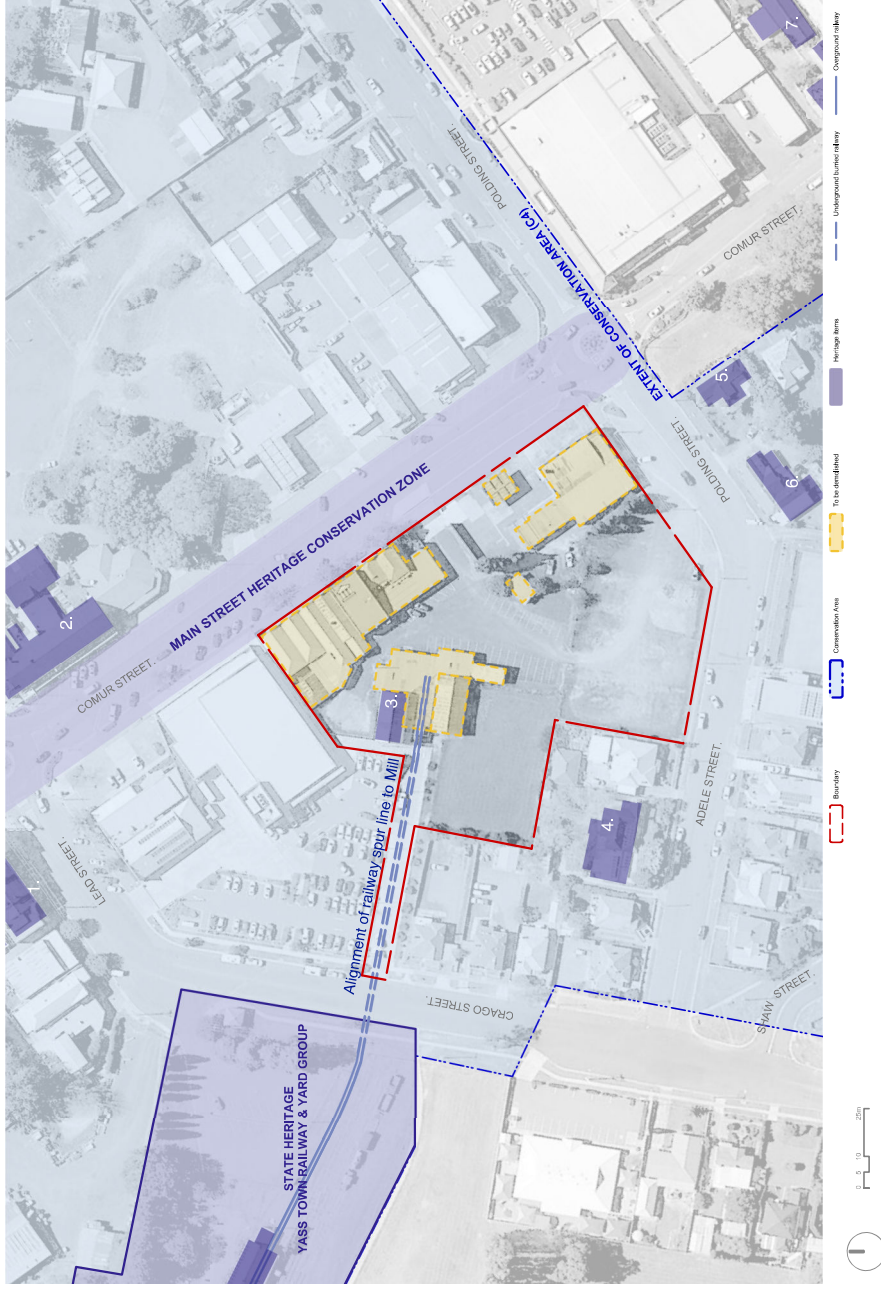 POLDING STREET.
7.
COMUR STREET.
EXTENT OF CONSERVATION AREA (C4)
5.
POLDING STREET.
6.
2.
MAIN STREET HERITAGE CONSERVATION ZONE
COMUR STREET.
3.
Alignment of railway spur line to Mill
4.
ADELE STREET.
1.
LEAD STREET.
CRAGO STREET.
SHAW STREET.
STATE HERITAGE
YASS TOWN RAILWAY & YARD GROUP
0 5 10 25m
Boundary
Conservation Area
To be demolished
Heritage items
Underground burried railway
Overground railway